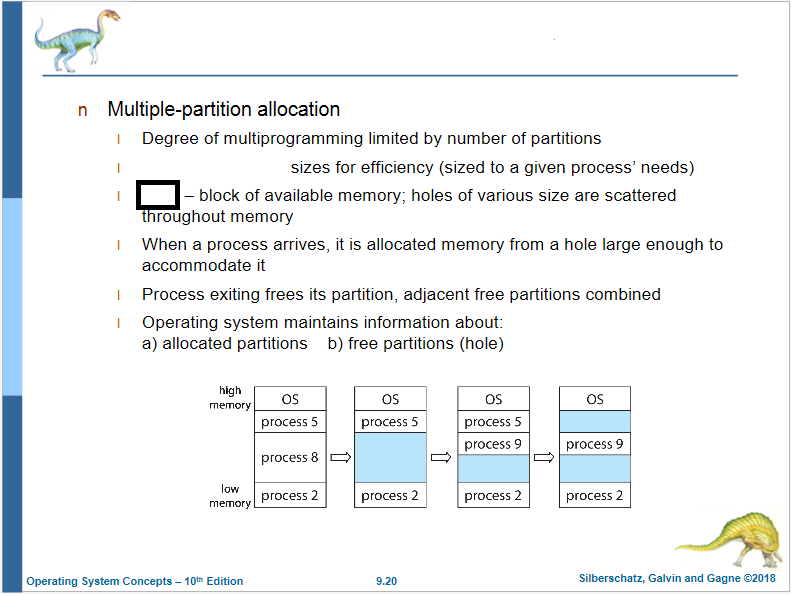 n Multiple-partition allocation
l Degree of multiprogramming limited by number of partitions
l sizes for efficiency (sized to a given process’ needs)
l – block of available memory; holes of various size are scattered
throughout memory
l When a process arrives, it is allocated memory from a hole large enough to
accommodate it
l Process exiting frees its partition, adjacent free partitions combined
l Operating system maintains information about:
a) allocated partitions b) free partitions (hole)
high
memory
OS
process 5
process 8
low
memory
process 2
OS
process 5
process 2
OS
process 5
process 9
process 2
OS
process 9
process 2
Operating System Concepts – 10th Edition
9.20
Silberschatz, Galvin and Gagne ©2018